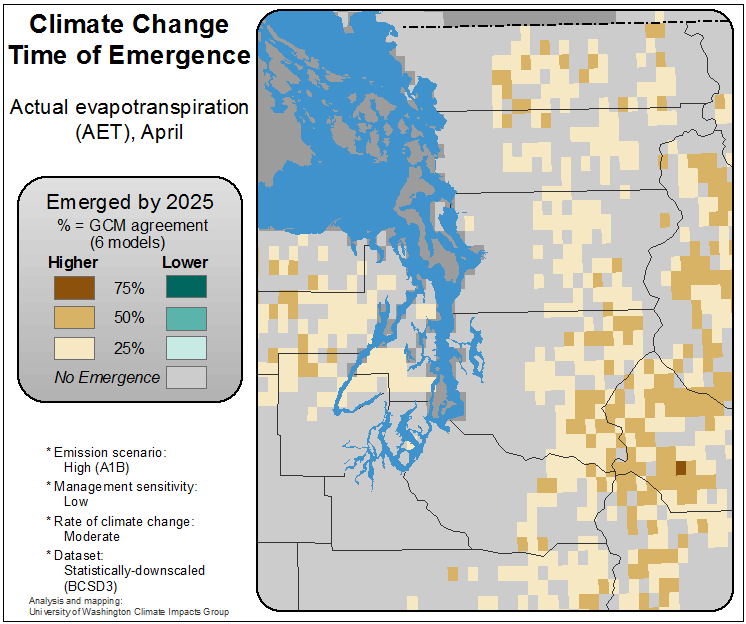 Climate Change
Time of Emergence
Actual evapotranspiration
(AET), April
Emerged by 2025
% = GCM agreement
(6 models)
Higher Lower
75%
50%
25%
No Emergence
* Emission scenario:
High (A1B)
* Management sensitivity:
Low
* Rate of climate change:
Moderate
* Dataset:
Statistically-downscaled
(BCSD3)
Analysis and mapping:
University of Washington Climate Impacts Group